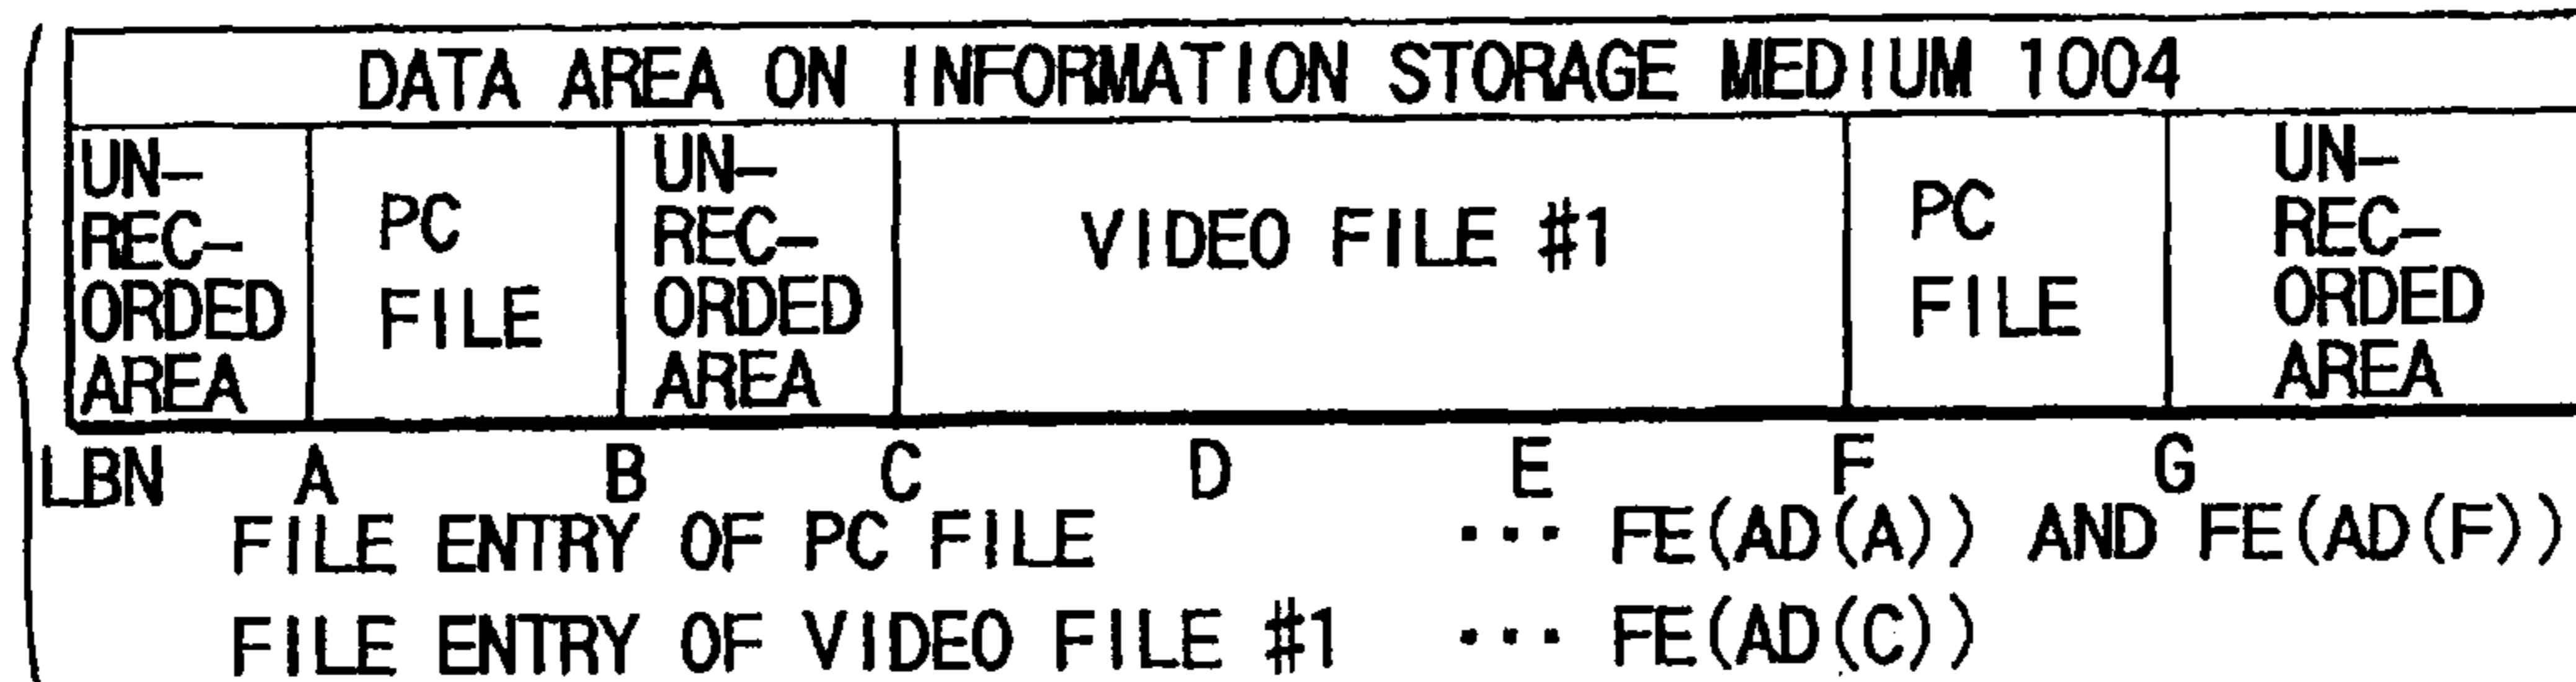 DATA AREA ON INFORMATION STORAGE MEDIUM 1004
UN-
REC-
ORDED
AREA
PC
FILE
UN-
REC-
ORDED
AREA
VIDEO FILE #1
PC
FILE
UN-
REC-
ORDED
AREA
LBN A B C D E F G
FILE ENTRY OF PC FILE ... FE(AD(A)) AND FE(AD(F))
FILE ENTRY OF VIDEO FILE #1 ... FE(AD(C))